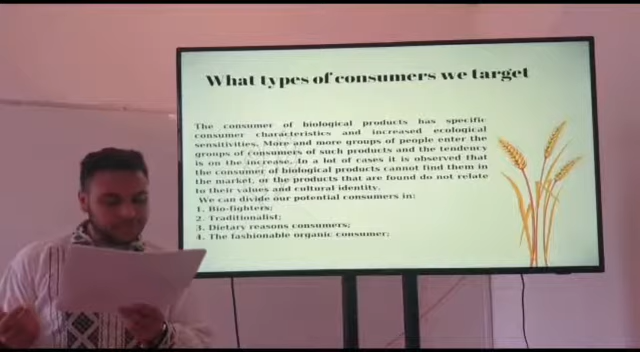 What types of consumers we target
The consumer of biological products has specific
consumer characteristics and increased ecological
sensitivities. More and more groups of people enter the
groups of consumers of such products and the tendency
is on the increase. In a lot of cases it is observed that
the consumer of biological products cannot find them in
the market, or the products that are found do not relate
to their values and cultural identity.
We can divide our potential consumers in:
1. Bio-fighters;
2. Traditionalist;
3. Dietary reasons consumers;
4. The fashionable organic consumer;